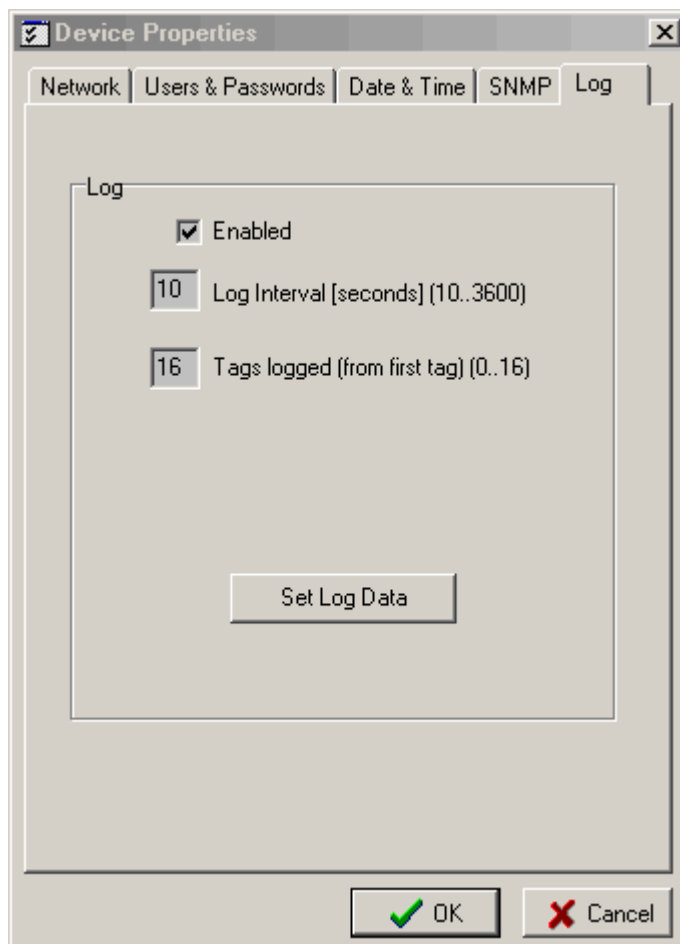 Device Properties
Network Users & Passwords Date & Time SNMP Log
Log
Enabled
10 Log Interval [seconds] (10..3600)
16 Tags logged (from first tag) (0..16)
Set Log Data
OK Cancel